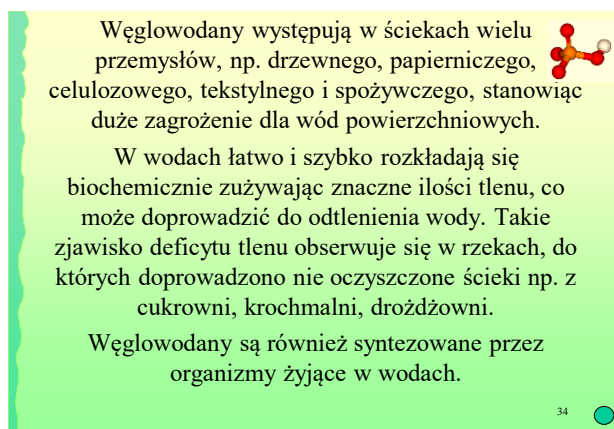 Węglowodany występują w ściekach wielu
przemysłów, np. drzewnego, papierniczego,
celulozowego, tekstylnego i spożywczego, stanowiąc
duże zagrożenie dla wód powierzchniowych.
W wodach łatwo i szybko rozkładają się
biochemicznie zużywając znaczne ilości tlenu, co
może doprowadzić do odtlenienia wody. Takie
zjawisko deficytu tlenu obserwuje się w rzekach, do
których doprowadzono nie oczyszczone ścieki np. z
cukrowni, krochmalni, drożdżowni.
Węglowodany są również syntezowane przez
organizmy żyjące w wodach.
34